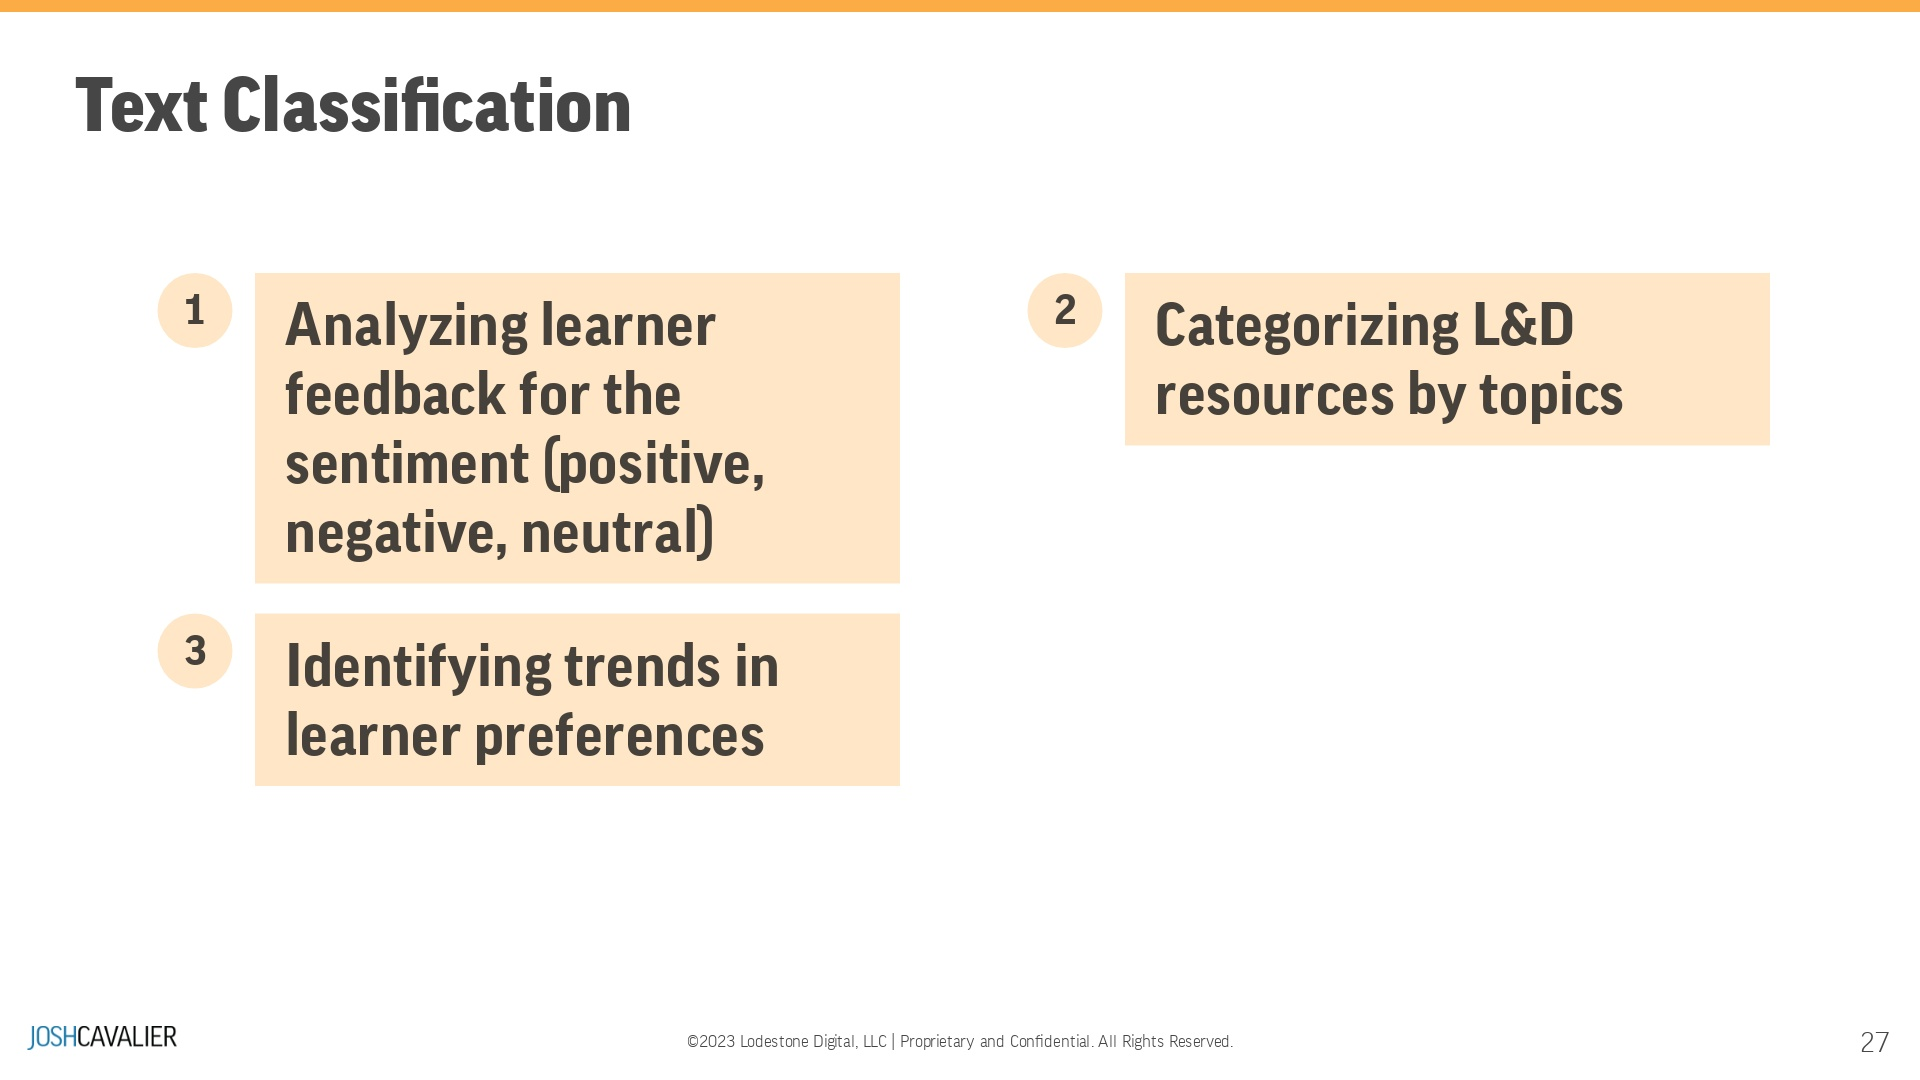 Text Classification
1
Analyzing learner
feedback for the
sentiment (positive,
negative, neutral)
2
Categorizing L&D
resources by topics
3
Identifying trends in
learner preferences
JOSHCAVALIER
©2023 Lodestone Digital, LLC | Proprietary and Confidential. All Rights Reserved.
27